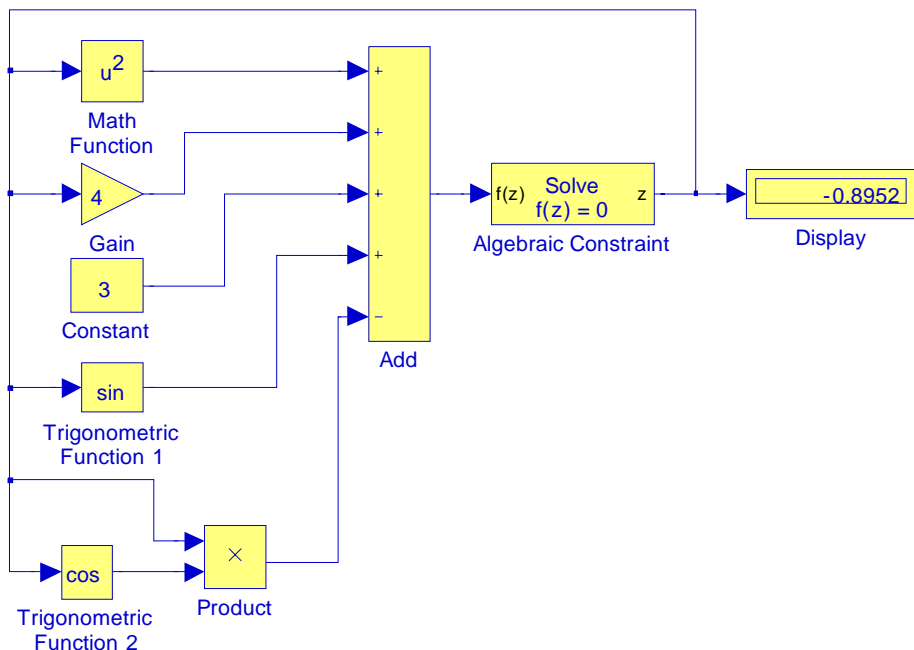 u²
Math
Function
4
Gain
3
Constant
sin
Trigonometric
Function 1
cos
Trigonometric
Function 2
×
Product
+
+
+
+
−
Add
f(z)
Solve
f(z) = 0
z
Algebraic Constraint
-0.8952
Display